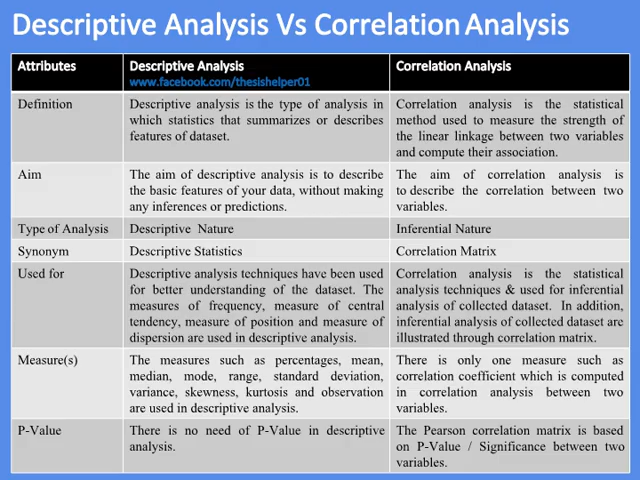 Descriptive Analysis Vs Correlation Analysis
Attributes
Descriptive Analysis
www.facebook.com/thesishelper01
Correlation Analysis
Definition
Descriptive analysis is the type of analysis in
which statistics that summarizes or describes
features of dataset.
Correlation analysis is the statistical
method used to measure the strength of
the linear linkage between two variables
and compute their association.
Aim
The aim of descriptive analysis is to describe
the basic features of your data, without making
any inferences or predictions.
The aim of correlation analysis is
to describe the correlation between two
variables.
Type of Analysis
Descriptive Nature
Inferential Nature
Synonym
Descriptive Statistics
Correlation Matrix
Used for
Descriptive analysis techniques have been used
for better understanding of the dataset. The
measures of frequency, measure of central
tendency, measure of position and measure of
dispersion are used in descriptive analysis.
Correlation analysis is the statistical
analysis techniques & used for inferential
analysis of collected dataset. In addition,
inferential analysis of collected dataset are
illustrated through correlation matrix.
Measure(s)
The measures such as percentages, mean,
median, mode, range, standard deviation,
variance, skewness, kurtosis and observation
are used in descriptive analysis.
There is only one measure such as
correlation coefficient which is computed
in correlation analysis between two
variables.
P-Value
There is no need of P-Value in descriptive
analysis.
The Pearson correlation matrix is based
on P-Value / Significance between two
variables.